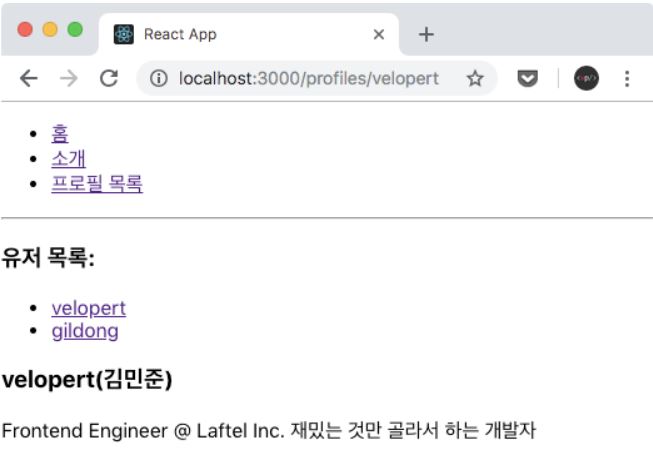 React App
localhost:3000/profiles/velopert
홈
소개
프로필 목록
유저 목록:
velopert
gildong
velopert(김민준)
Frontend Engineer @ Laftel Inc. 재밌는 것만 골라서 하는 개발자